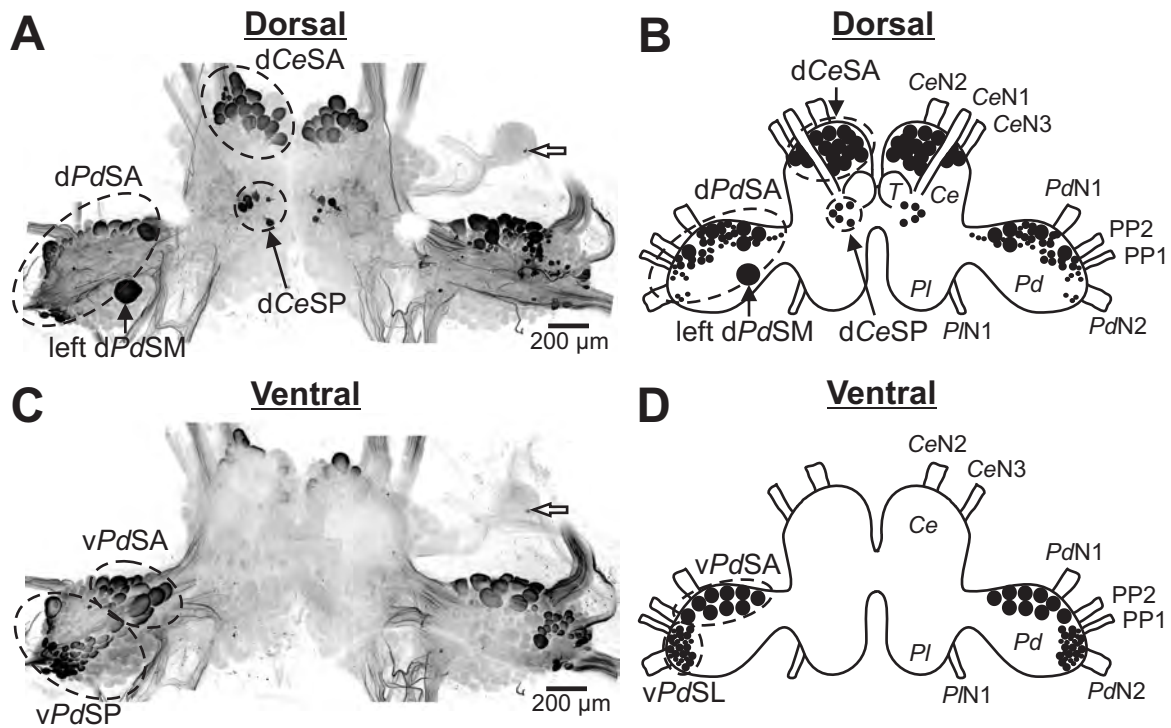 A
Dorsal
dCeSA
dPdSA
dCeSP
left dPdSM
200 µm
B
Dorsal
dCeSA
CeN2
CeN1
CeN3
dPdSA
T
Ce
PdN1
PP2
PP1
Pl
Pd
left dPdSM
dCeSP
PlN1
PdN2
C
Ventral
vPdSA
vPdSP
200 µm
D
Ventral
CeN2
CeN3
Ce
vPdSA
PdN1
PP2
PP1
Pd
Pl
vPdSL
PlN1
PdN2